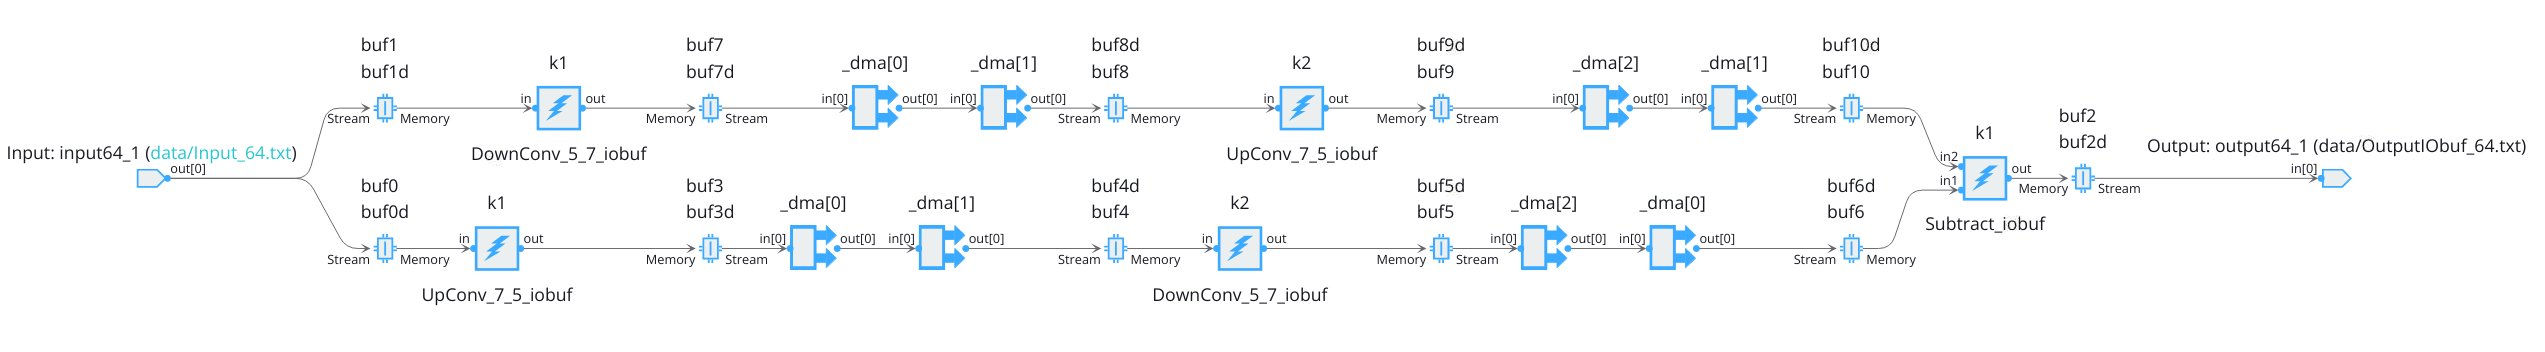 buf1
buf1d
k1
buf7
buf7d
_dma[0]
_dma[1]
buf8d
buf8
k2
buf9d
buf9
_dma[2]
_dma[1]
buf10d
buf10
in
out
in[0]
out[0]
in[0]
out[0]
in
out
in[0]
out[0]
in[0]
out[0]
Stream
Memory
Memory
Stream
Stream
Memory
Memory
Stream
Stream
Memory
DownConv_5_7_iobuf
UpConv_7_5_iobuf
Input: input64_1 (data/Input_64.txt)
out[0]
k1
buf2
buf2d
in2
in1
out
Memory
Stream
Subtract_iobuf
Output: output64_1 (data/OutputIObuf_64.txt)
in[0]
buf0
buf0d
k1
buf3
buf3d
_dma[0]
_dma[1]
buf4d
buf4
k2
buf5d
buf5
_dma[2]
_dma[0]
buf6d
buf6
in
out
in[0]
out[0]
in[0]
out[0]
in
out
in[0]
out[0]
in[0]
out[0]
Stream
Memory
Memory
Stream
Stream
Memory
Memory
Stream
Stream
Memory
UpConv_7_5_iobuf
DownConv_5_7_iobuf